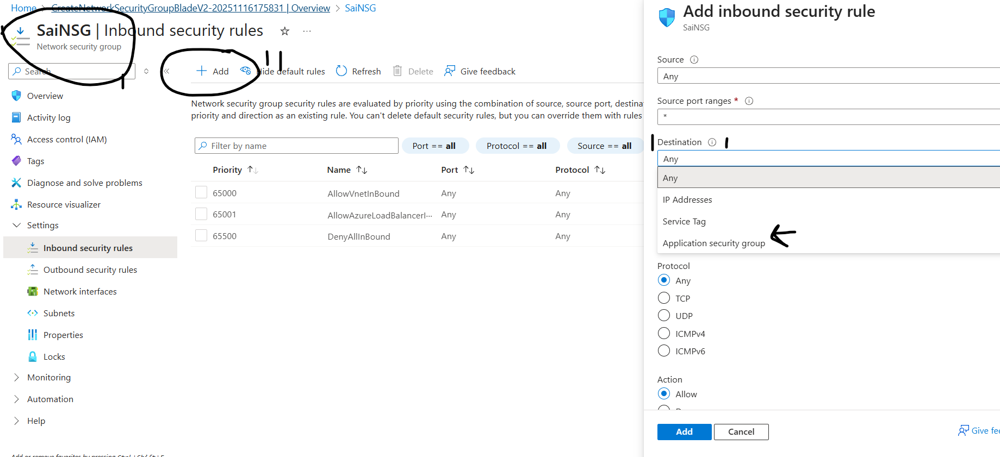 Home > CreateNetworkSecurityGroupBladeV2-20251116175831 | Overview > SaiNSG
SaiNSG | Inbound security rules
Network security group
Search
Add
Hide default rules
Refresh
Delete
Give feedback
Overview
Activity log
Access control (IAM)
Tags
Diagnose and solve problems
Resource visualizer
Settings
Inbound security rules
Outbound security rules
Network interfaces
Subnets
Properties
Locks
Monitoring
Automation
Help
Network security group security rules are evaluated by priority using the combination of source, source port, destina
priority and direction as an existing rule. You can't delete default security rules, but you can override them with rules
Filter by name
Port == all
Protocol == all
Source == all
Priority Name Port Protocol
65000 AllowVnetInBound Any Any
65001 AllowAzureLoadBalancerI... Any Any
65500 DenyAllInBound Any Any
Add inbound security rule
SaiNSG
Source
Any
Source port ranges *
*
Destination
Any
Any
IP Addresses
Service Tag
Application security group
Protocol
Any
TCP
UDP
ICMPv4
ICMPv6
Action
Allow
Add
Cancel
Give fee